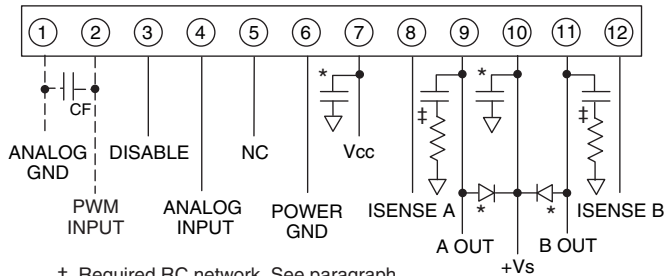 1 2 3 4 5 6 7 8 9 10 11 12
* *
CF ‡ ‡
ANALOG GND DISABLE NC Vcc
PWM INPUT ANALOG INPUT POWER GND ISENSE A * * ISENSE B
A OUT B OUT
+Vs
‡ Required RC network. See paragraph